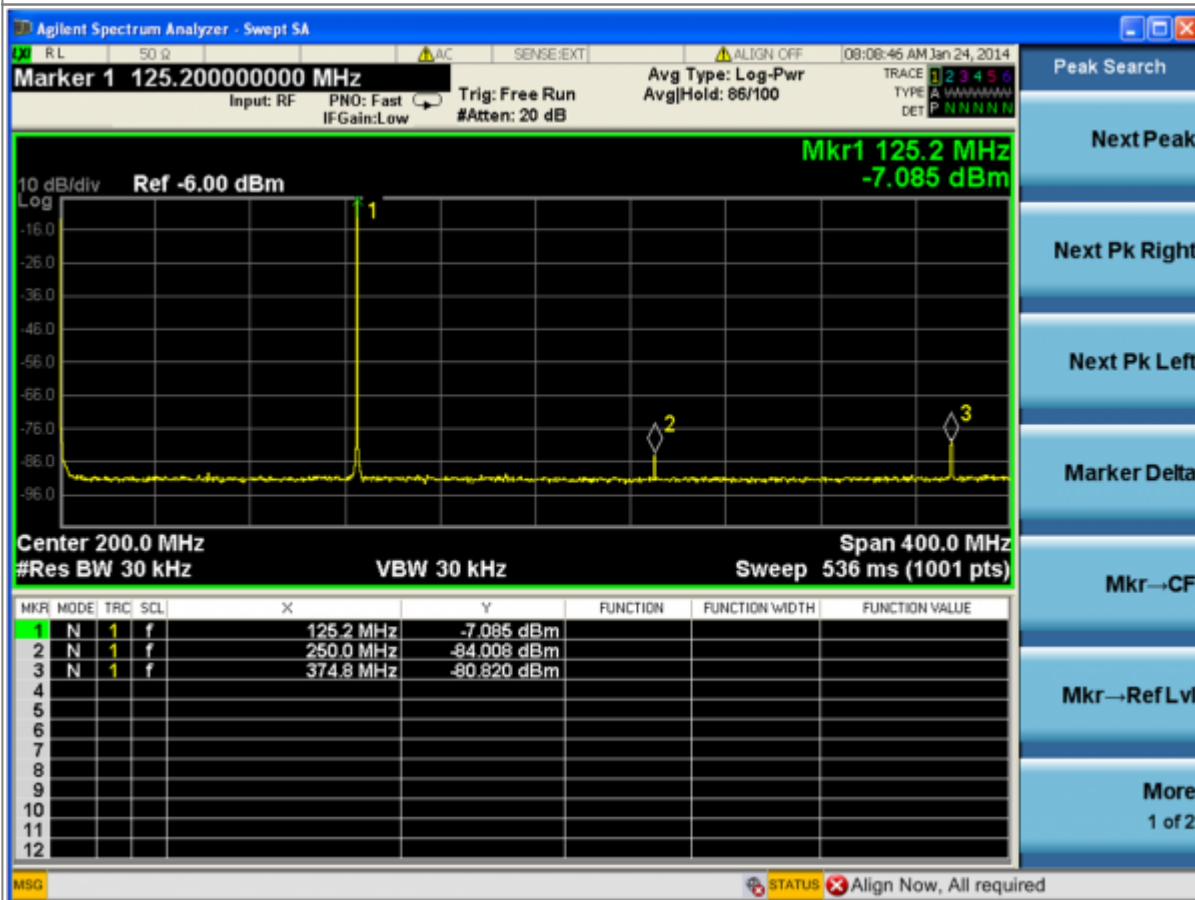 Agilent Spectrum Analyzer - Swept SA
LXI RL 50 Ω AC SENSE:EXT ALIGN OFF 08:08:46 AM Jan 24, 2014
Marker 1 125.200000000 MHz
Input: RF PNO: Fast Trig: Free Run Avg Type: Log-Pwr TRACE 1 2 3 4 5 6
IFGain:Low #Atten: 20 dB Avg|Hold: 86/100 TYPE A WWWWW
DET P N N N N N
Mkr1 125.2 MHz
-7.085 dBm
10 dB/div Ref -6.00 dBm
Log
1
-16.0
-26.0
-36.0
-46.0
-56.0
-66.0
-76.0
2
3
-86.0
-96.0
Center 200.0 MHz Span 400.0 MHz
#Res BW 30 kHz VBW 30 kHz Sweep 536 ms (1001 pts)
MKR MODE TRC SCL X Y FUNCTION FUNCTION WIDTH FUNCTION VALUE
1 N 1 f 125.2 MHz -7.085 dBm
2 N 1 f 250.0 MHz -84.008 dBm
3 N 1 f 374.8 MHz -80.820 dBm
4
5
6
7
8
9
10
11
12
MSG STATUS Align Now, All required
Peak Search
Next Peak
Next Pk Right
Next Pk Left
Marker Delta
Mkr→CF
Mkr→Ref Lvl
More
1 of 2